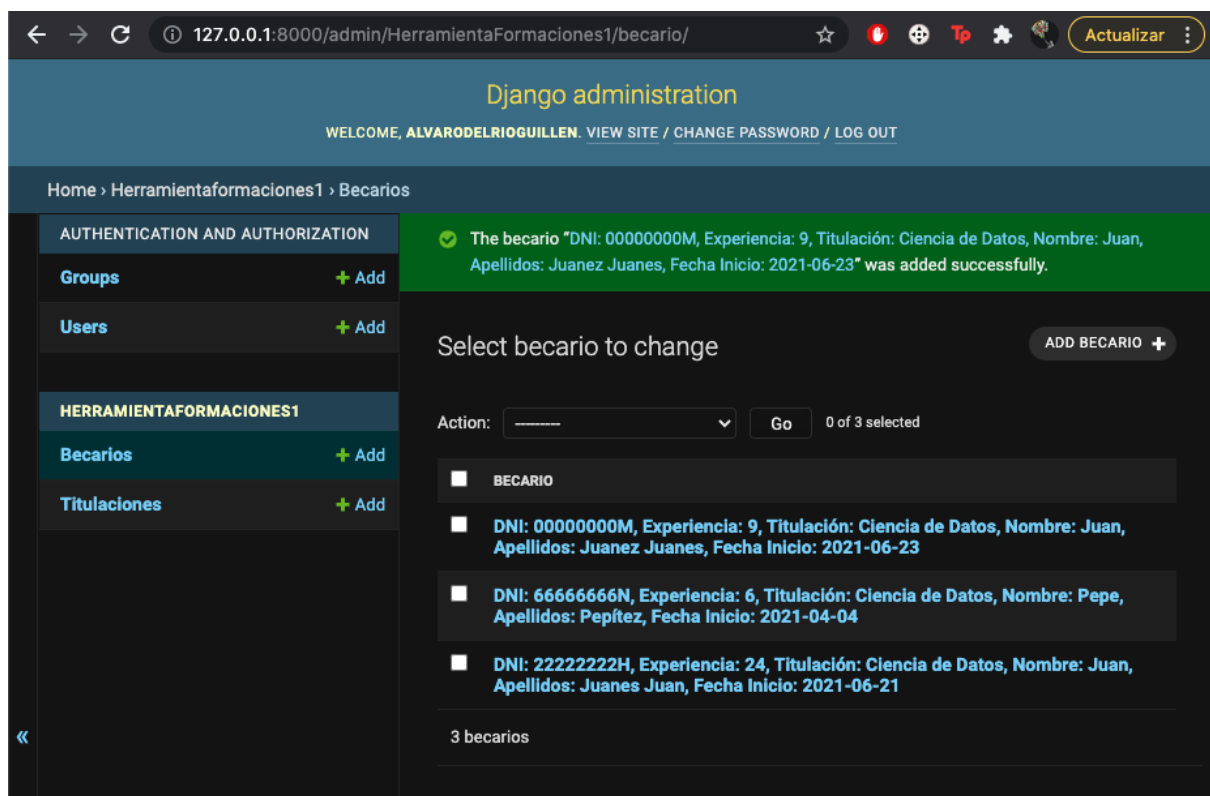 127.0.0.1:8000/admin/HerramientaFormaciones1/becario/
Tp
Actualizar
Django administration
WELCOME, ALVARODELRIOGUILLEN. VIEW SITE / CHANGE PASSWORD / LOG OUT
Home › Herramientaformaciones1 › Becarios
AUTHENTICATION AND AUTHORIZATION
Groups + Add
Users + Add
HERRAMIENTAFORMACIONES1
Becarios + Add
Titulaciones + Add
«
The becario “DNI: 00000000M, Experiencia: 9, Titulación: Ciencia de Datos, Nombre: Juan,
Apellidos: Juanez Juanes, Fecha Inicio: 2021-06-23” was added successfully.
Select becario to change
ADD BECARIO +
Action: --------- Go 0 of 3 selected
BECARIO
DNI: 00000000M, Experiencia: 9, Titulación: Ciencia de Datos, Nombre: Juan,
Apellidos: Juanez Juanes, Fecha Inicio: 2021-06-23
DNI: 66666666N, Experiencia: 6, Titulación: Ciencia de Datos, Nombre: Pepe,
Apellidos: Pepítez, Fecha Inicio: 2021-04-04
DNI: 22222222H, Experiencia: 24, Titulación: Ciencia de Datos, Nombre: Juan,
Apellidos: Juanes Juan, Fecha Inicio: 2021-06-21
3 becarios